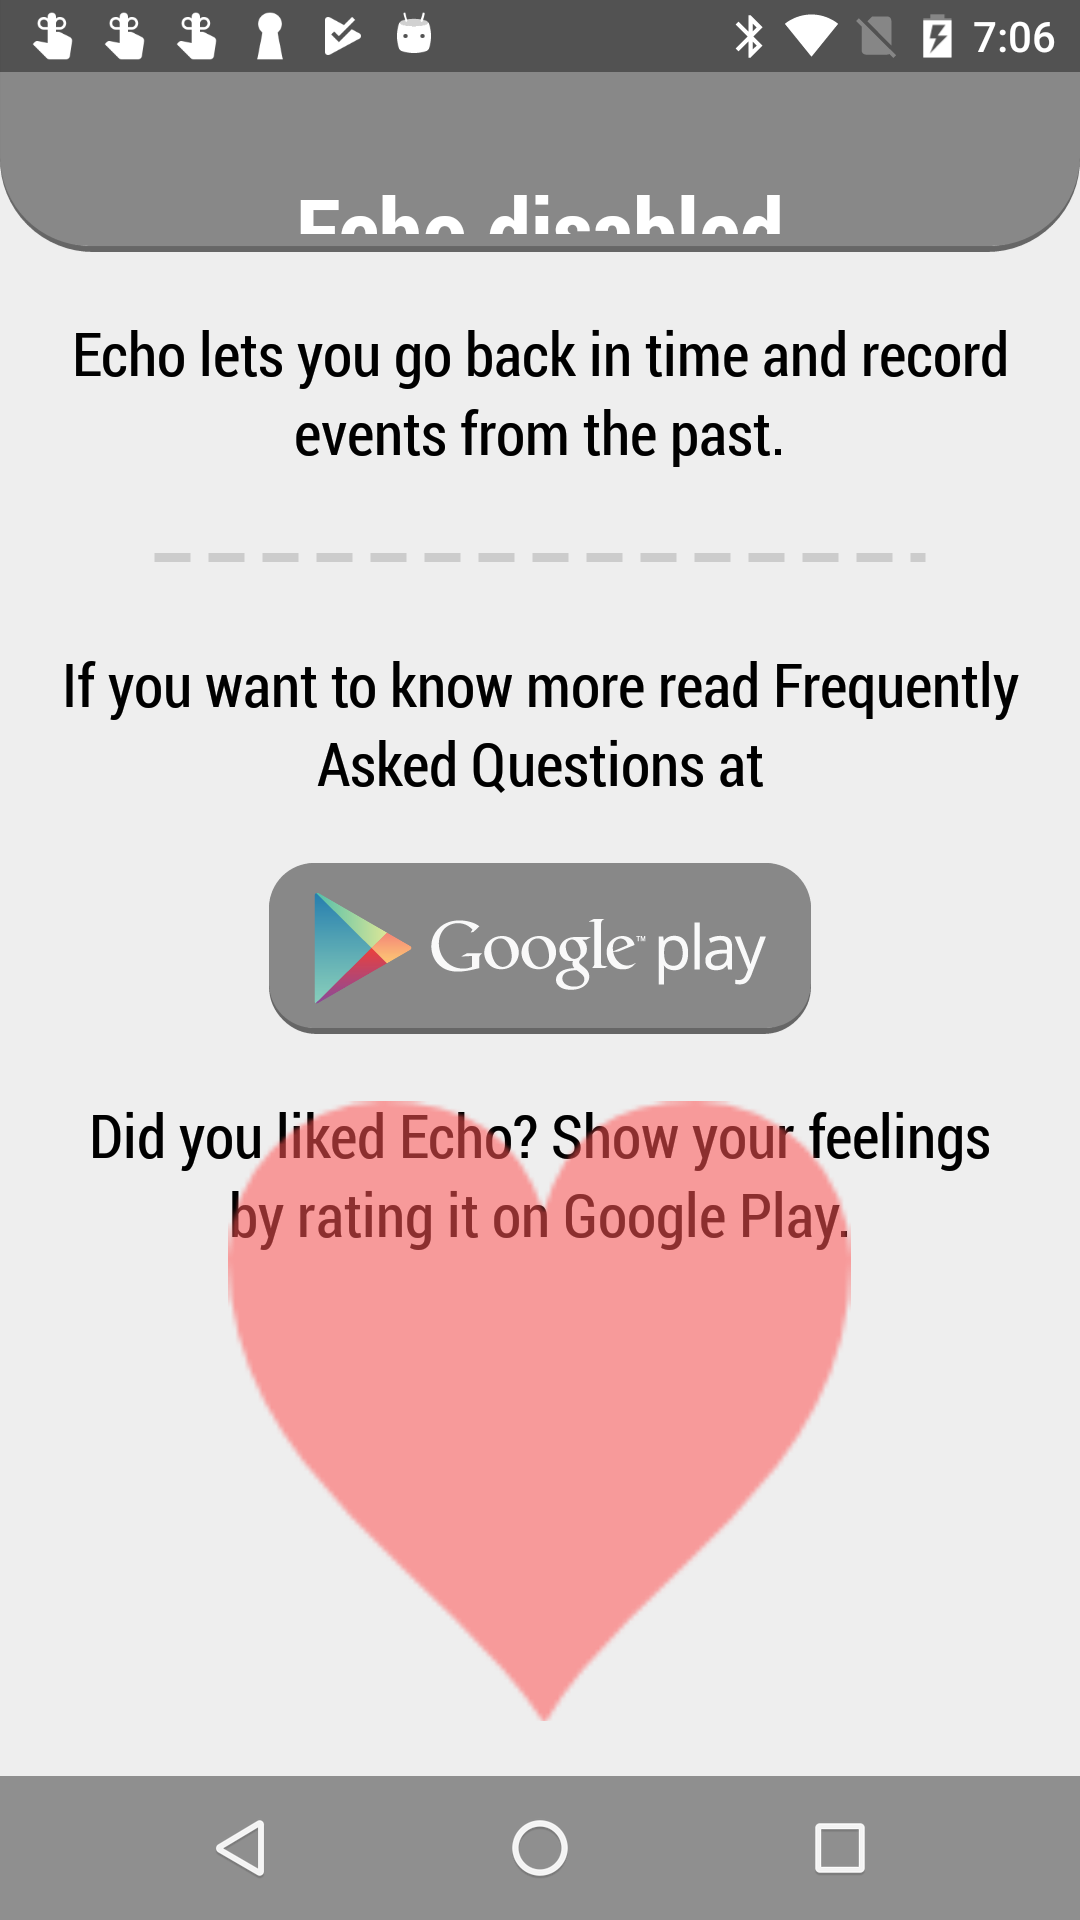 7:06
Echo disabled
Echo lets you go back in time and record
events from the past.
If you want to know more read Frequently
Asked Questions at
Google™ play
Did you liked Echo? Show your feelings
by rating it on Google Play.